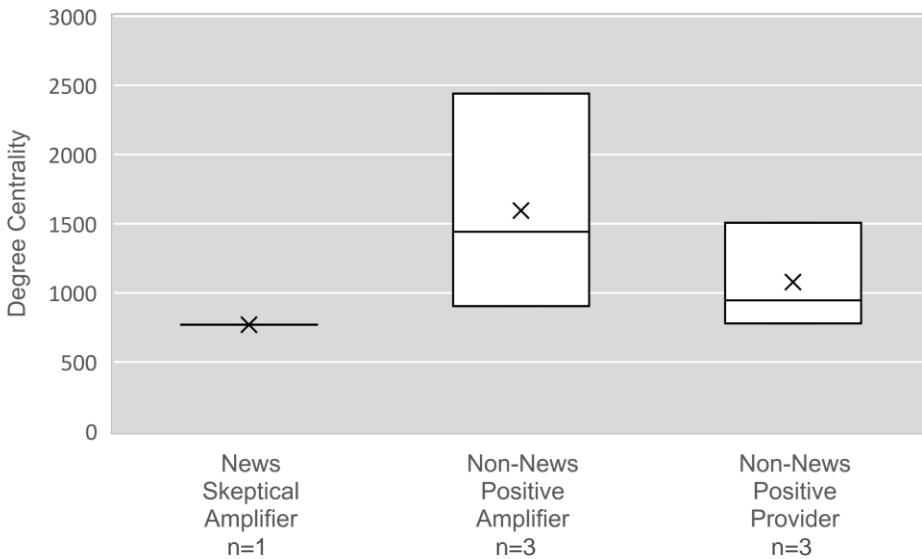 3000
2500
2000
1500
1000
500
0
Degree Centrality
News
Skeptical
Amplifier
n=1
Non-News
Positive
Amplifier
n=3
Non-News
Positive
Provider
n=3